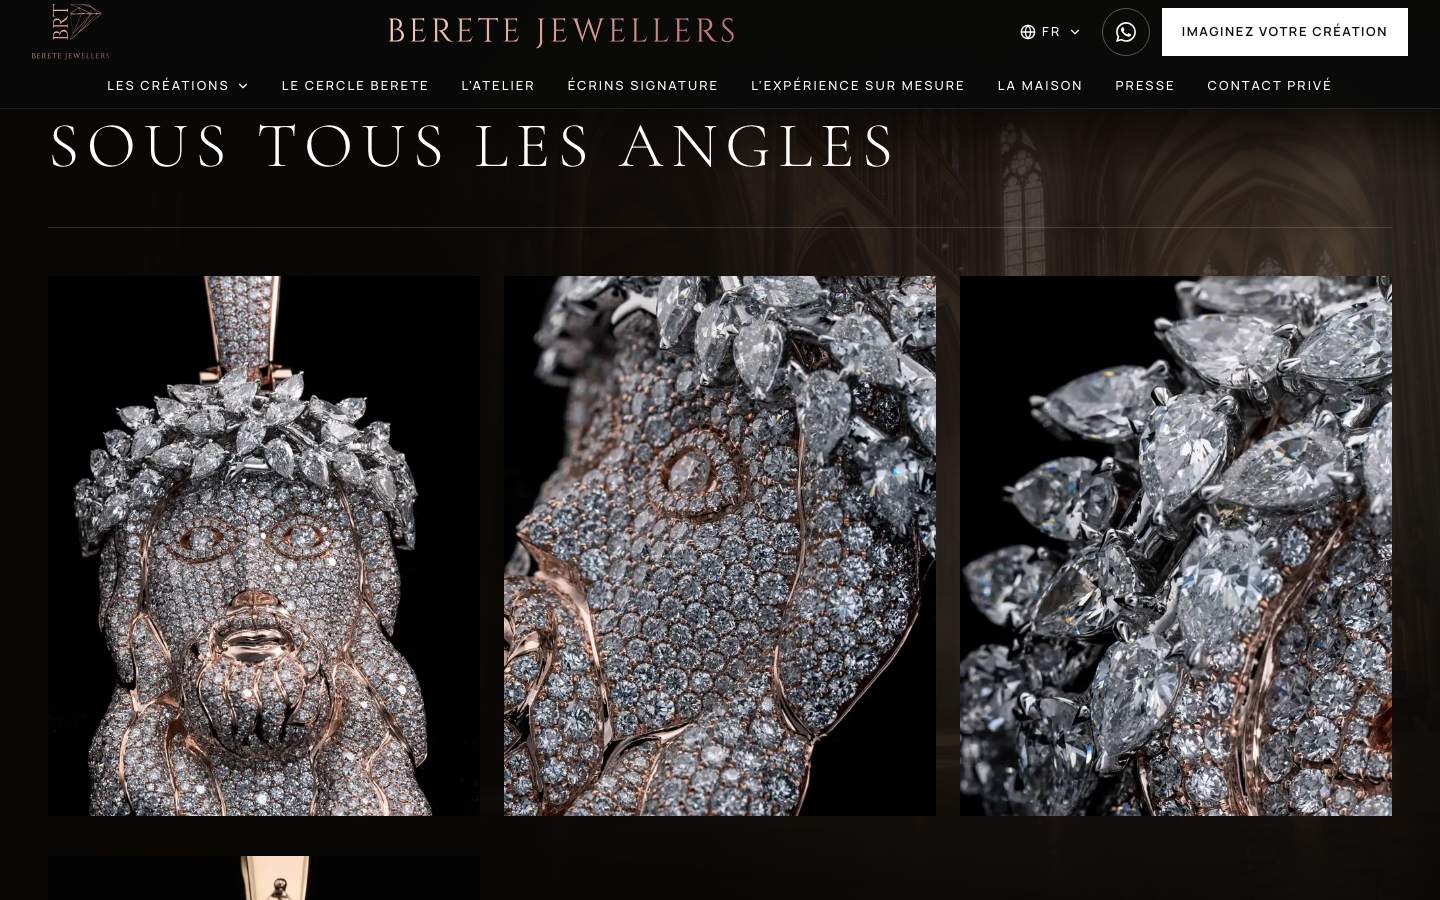 BRT
BERETE JEWELLERS
BERETE JEWELLERS
FR
IMAGINEZ VOTRE CRÉATION
LES CRÉATIONS
LE CERCLE BERETE
L'ATELIER
ÉCRINS SIGNATURE
L'EXPÉRIENCE SUR MESURE
LA MAISON
PRESSE
CONTACT PRIVÉ
SOUS TOUS LES ANGLES